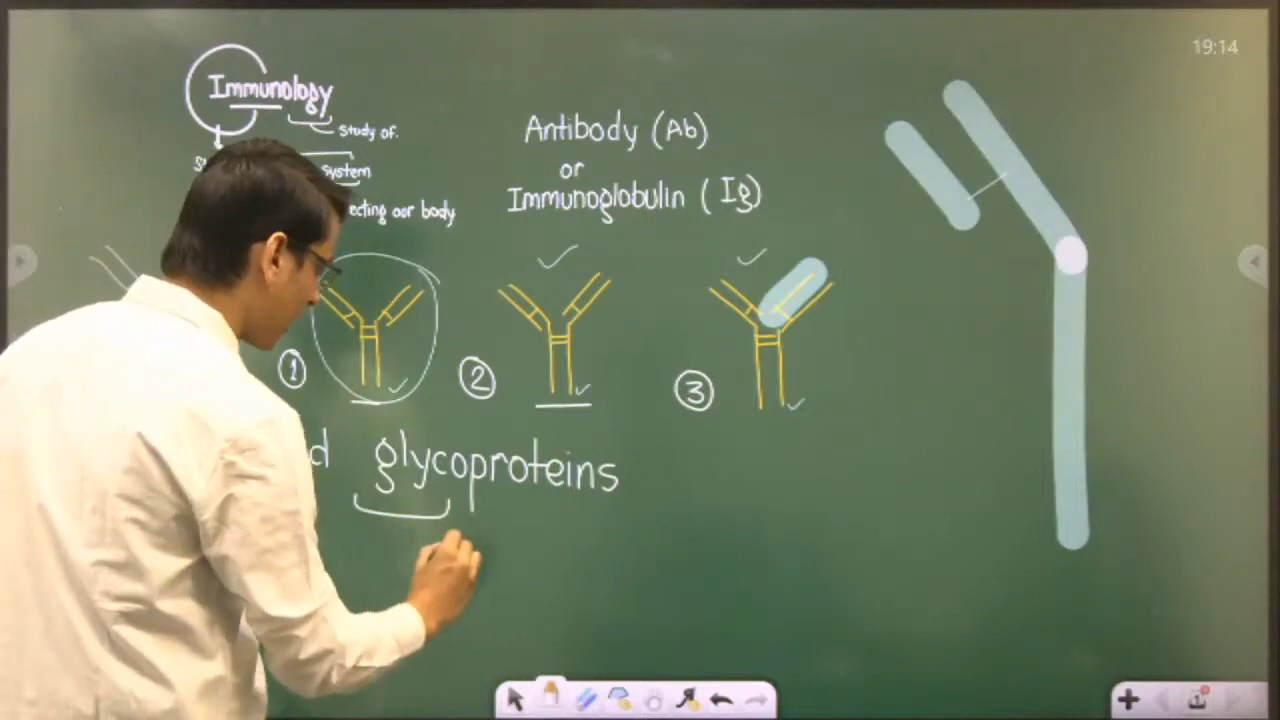 19:14
Immunology
study of.
system
ecting our body
Antibody (Ab)
or
Immunoglobulin (Ig)
1
2
3
d glycoproteins